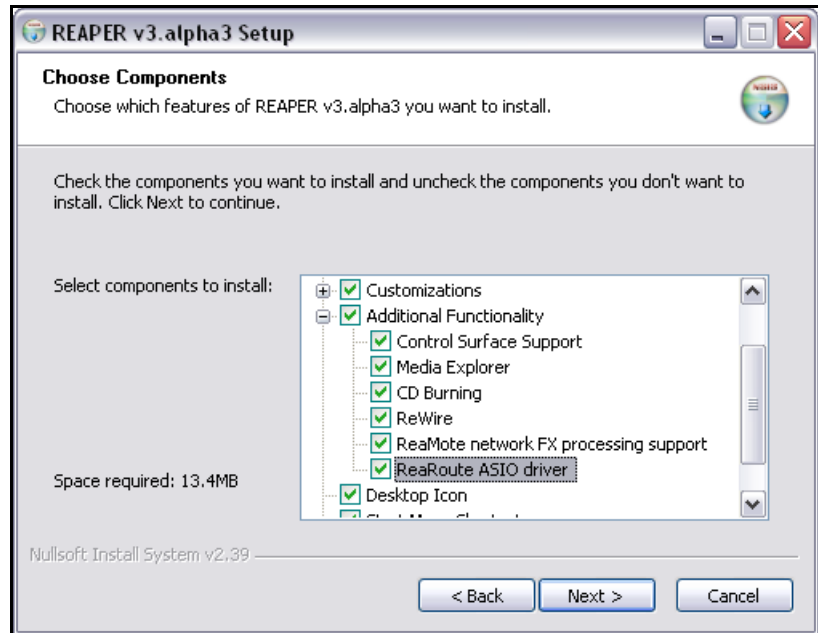 REAPER v3.alpha3 Setup
Choose Components
Choose which features of REAPER v3.alpha3 you want to install.
Check the components you want to install and uncheck the components you don't want to
install. Click Next to continue.
Select components to install:
Customizations
Additional Functionality
Control Surface Support
Media Explorer
CD Burning
ReWire
ReaMote network FX processing support
ReaRoute ASIO driver
Desktop Icon
Space required: 13.4MB
Nullsoft Install System v2.39
< Back
Next >
Cancel